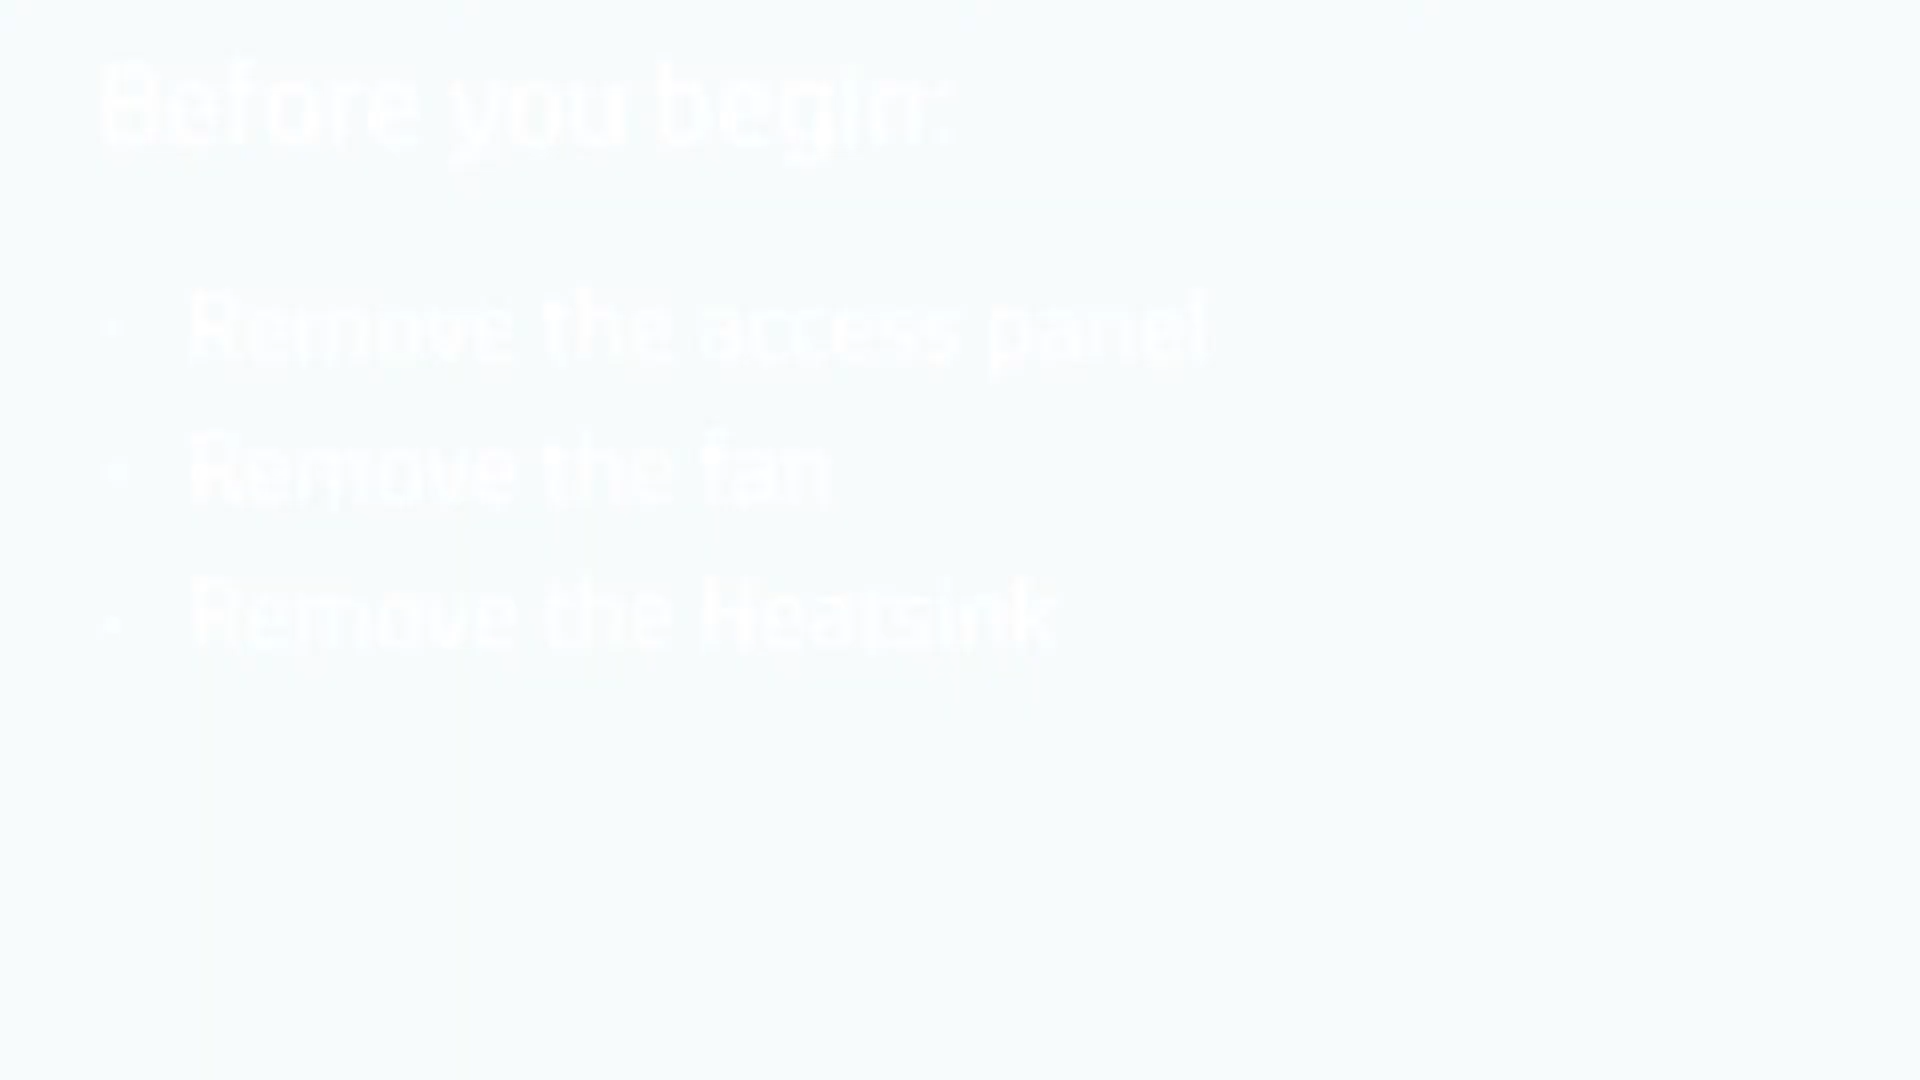 Before you begin:
• Remove the access panel
• Remove the fan
• Remove the Heatsink